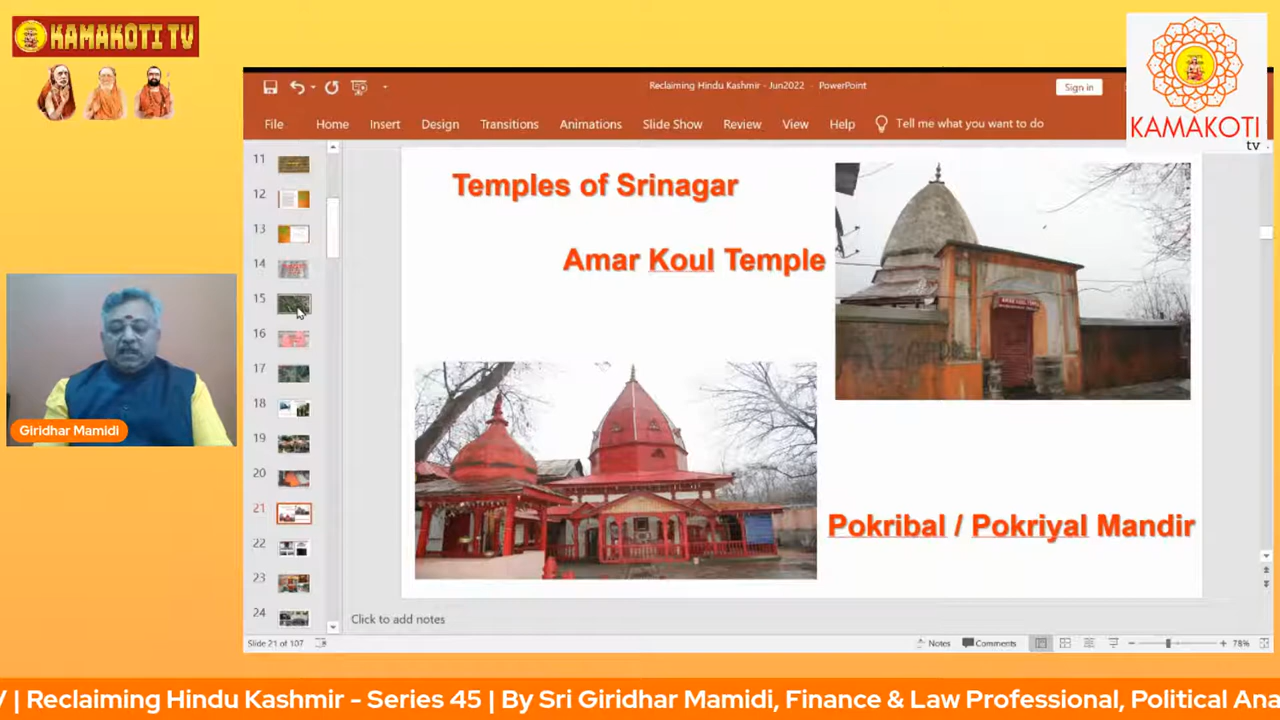 KAMAKOTI TV
KAMAKOTI
tv
Reclaiming Hindu Kashmir - Jun2022 - PowerPoint
Sign in
File Home Insert Design Transitions Animations Slide Show Review View Help Tell me what you want to do
11
12
13
14
15
16
17
18
19
20
21
22
23
24
Temples of Srinagar
Amar Koul Temple
Pokribal / Pokriyal Mandir
Giridhar Mamidi
Click to add notes
Slide 21 of 107
Notes Comments 78%
V | Reclaiming Hindu Kashmir - Series 45 | By Sri Giridhar Mamidi, Finance & Law Professional, Political Ana